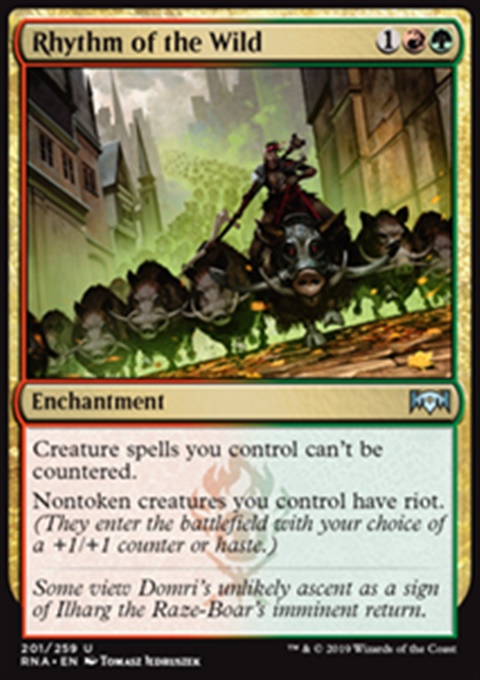 Rhythm of the Wild 1
Enchantment
Creature spells you control can't be
countered.
Nontoken creatures you control have riot.
(They enter the battlefield with your choice of
a +1/+1 counter or haste.)
Some view Domri's unlikely ascent as a sign
of Ilharg the Raze-Boar's imminent return.
201/259 U
RNA • EN Tomasz Jedruszek
™ & © 2019 Wizards of the Coast